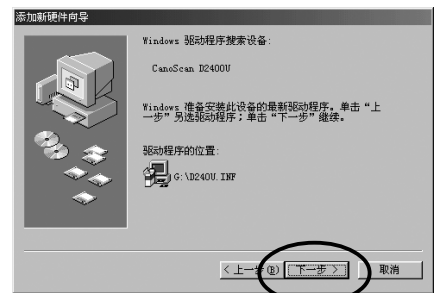 添加新硬件向导
Windows 驱动程序搜索设备:
CanoScan D2400U
Windows 准备安装此设备的最新驱动程序。单击“上
一步”另选驱动程序；单击“下一步”继续。
驱动程序的位置:
G:\D240U.INF
< 上一步(B) 下一步 > 取消